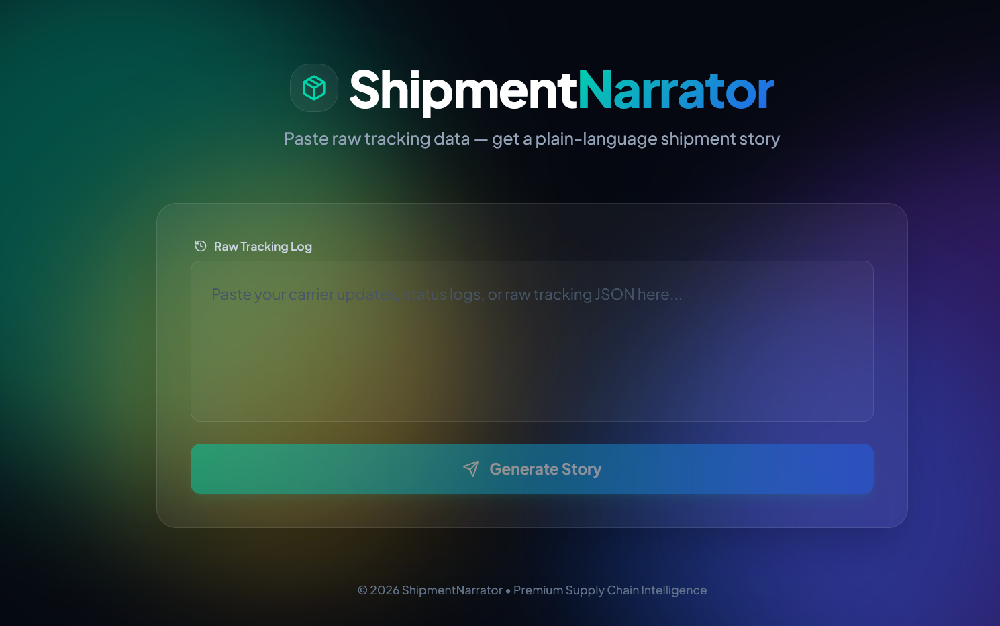 ShipmentNarrator
Paste raw tracking data — get a plain-language shipment story
Raw Tracking Log
Paste your carrier updates, status logs, or raw tracking JSON here...
Generate Story
© 2026 ShipmentNarrator • Premium Supply Chain Intelligence